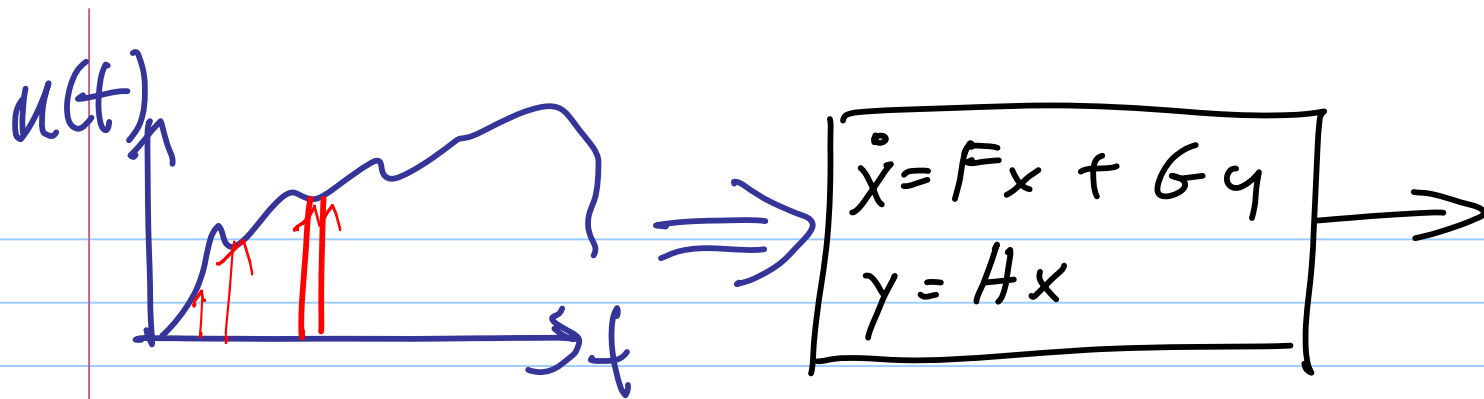 u(t)
t
ẋ = Fx + Gu
y = Hx